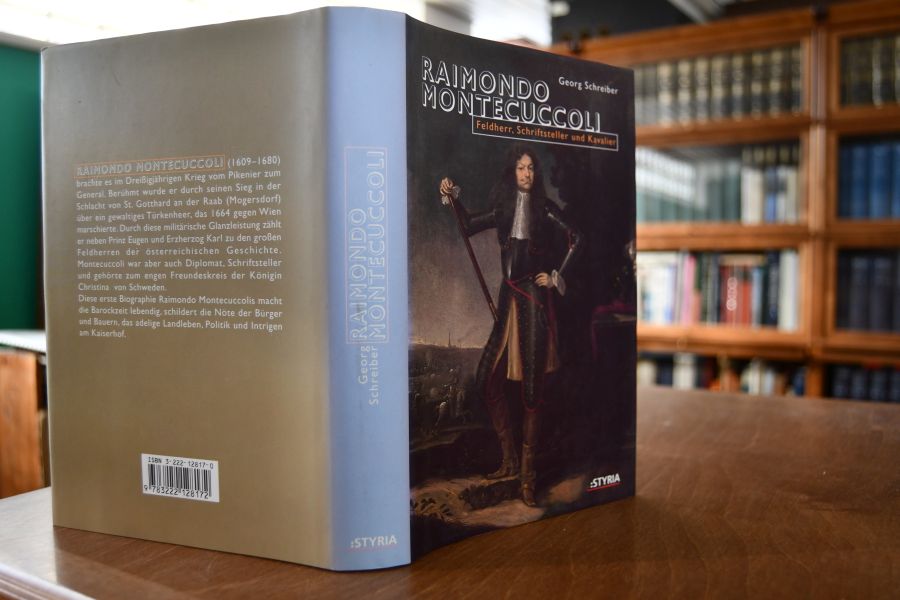 RAIMONDO MONTECUCCOLI (1609–1680)
brachte es im Dreißigjährigen Krieg vom Pikenier zum
General. Berühmt wurde er durch seinen Sieg in der
Schlacht von St. Gotthard an der Raab (Mogersdorf)
über ein gewaltiges Türkenheer, das 1664 gegen Wien
marschierte. Durch diese militärische Glanzleistung zählt
er neben Prinz Eugen und Erzherzog Karl zu den großen
Feldherren der österreichischen Geschichte.
Montecuccoli war aber auch Diplomat, Schriftsteller
und gehörte zum engen Freundeskreis der Königin
Christina von Schweden.
Diese erste Biographie Raimondo Montecuccolis macht
die Barockzeit lebendig, schildert die Nöte der Bürger
und Bauern, das adelige Landleben, Politik und Intrigen
am Kaiserhof.
ISBN 3-222-12817-0
9 783222 128172
Georg
Schreiber
RAIMONDO
MONTECUCCOLI
:STYRIA
Georg Schreiber
RAIMONDO
MONTECUCCOLI
Feldherr, Schriftsteller und Kavalier
:STYRIA